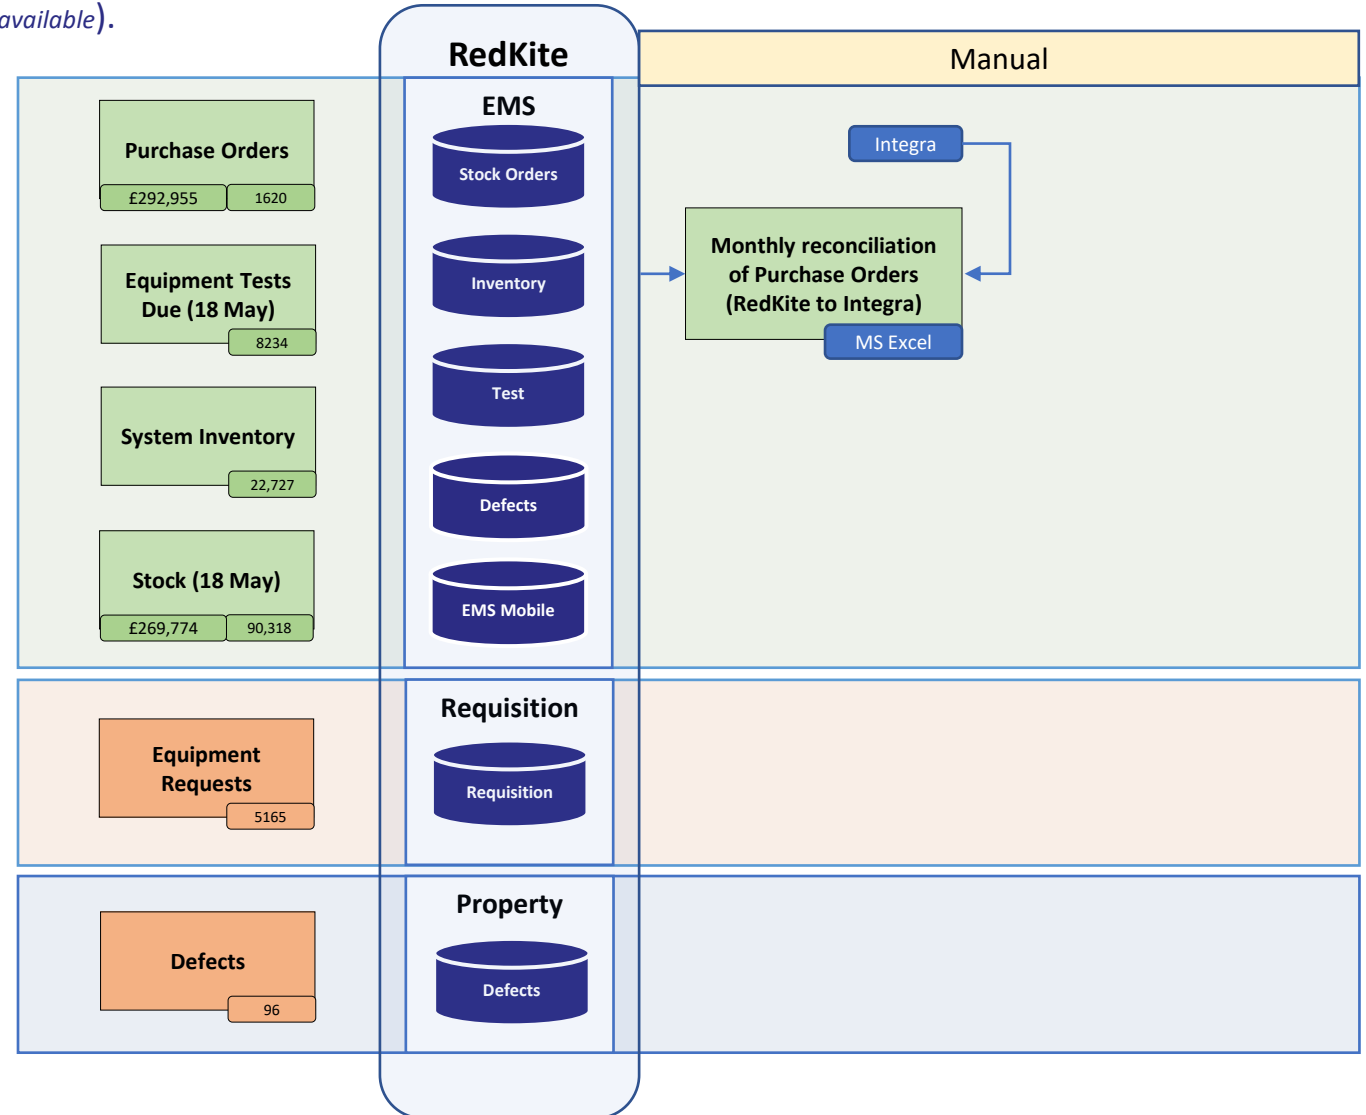 available).
RedKite
Manual
EMS
Purchase Orders
£292,955
1620
Stock Orders
Integra
Equipment Tests
Due (18 May)
8234
Inventory
Monthly reconciliation
of Purchase Orders
(RedKite to Integra)
MS Excel
System Inventory
22,727
Test
Defects
Stock (18 May)
£269,774
90,318
EMS Mobile
Requisition
Equipment
Requests
5165
Requisition
Property
Defects
96
Defects